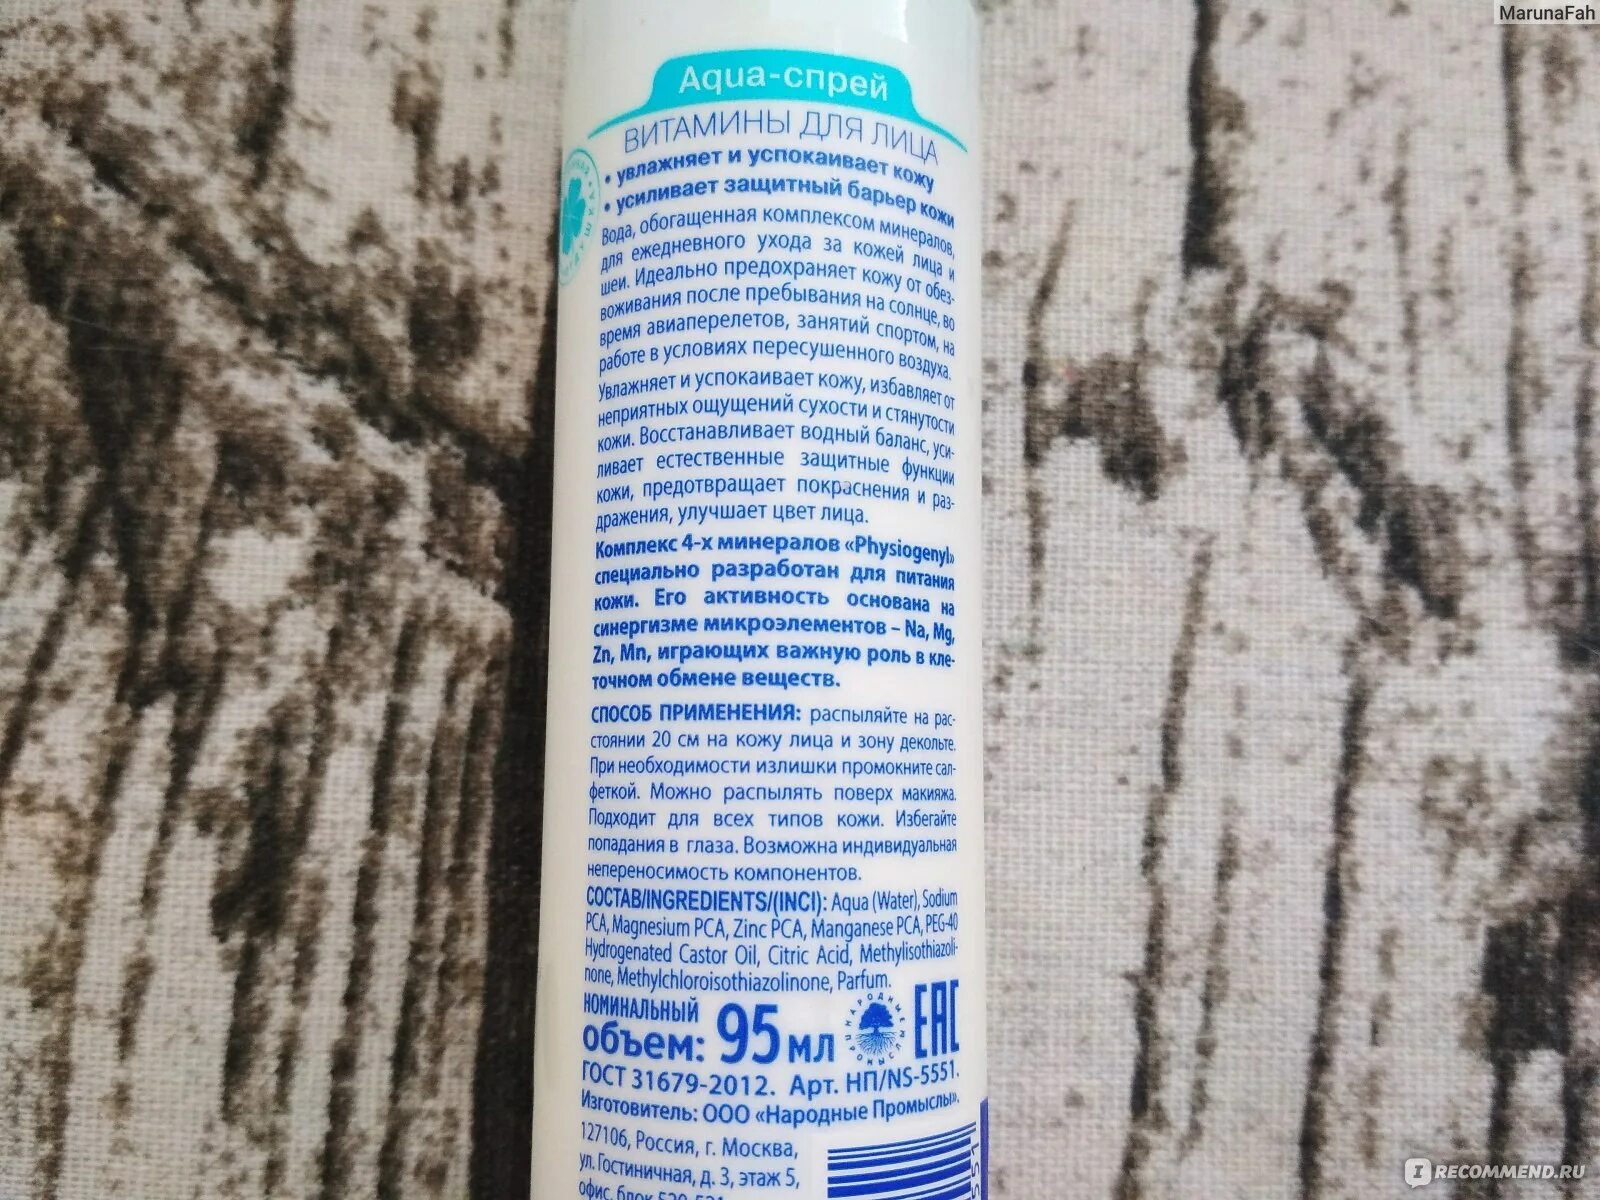 MarunaFah
Aqua-спрей
ВИТАМИНЫ ДЛЯ ЛИЦА
• увлажняет и успокаивает кожу
• усиливает защитный барьер кожи
Вода, обогащенная комплексом минералов,
для ежедневного ухода за кожей лица и
шеи. Идеально предохраняет кожу от обез-
воживания после пребывания на солнце, во
время авиаперелетов, занятий спортом, на
работе в условиях пересушенного воздуха.
Увлажняет и успокаивает кожу, избавляет от
неприятных ощущений сухости и стянутости
кожи. Восстанавливает водный баланс, уси-
ливает естественные защитные функции
кожи, предотвращает покраснения и раз-
дражения, улучшает цвет лица.
Комплекс 4-х минералов «Physiogenyl»
специально разработан для питания
кожи. Его активность основана на
синергизме микроэлементов – Na, Mg,
Zn, Mn, играющих важную роль в кле-
точном обмене веществ.
СПОСОБ ПРИМЕНЕНИЯ: распыляйте на рас-
стоянии 20 см на кожу лица и зону декольте.
При необходимости излишки промокните сал-
феткой. Можно распылять поверх макияжа.
Подходит для всех типов кожи. Избегайте
попадания в глаза. Возможна индивидуальная
непереносимость компонентов.
СОСТАВ/INGREDIENTS/(INCI): Aqua (Water), Sodium
PCA, Magnesium PCA, Zinc PCA, Manganese PCA, PEG-40
Hydrogenated Castor Oil, Citric Acid, Methylisothiazoli-
none, Methylchloroisothiazolinone, Parfum.
НОМИНАЛЬНЫЙ
объем: 95 мл
НАРОДНЫЕ ПРОМЫСЛЫ
EAC
ГОСТ 31679-2012. Арт. НП/NS-5551.
Изготовитель: ООО «Народные Промыслы».
127106, Россия, г. Москва,
ул. Гостиничная, д. 3, этаж 5,
офис, блок 520-521
551
IRECOMMEND.RU